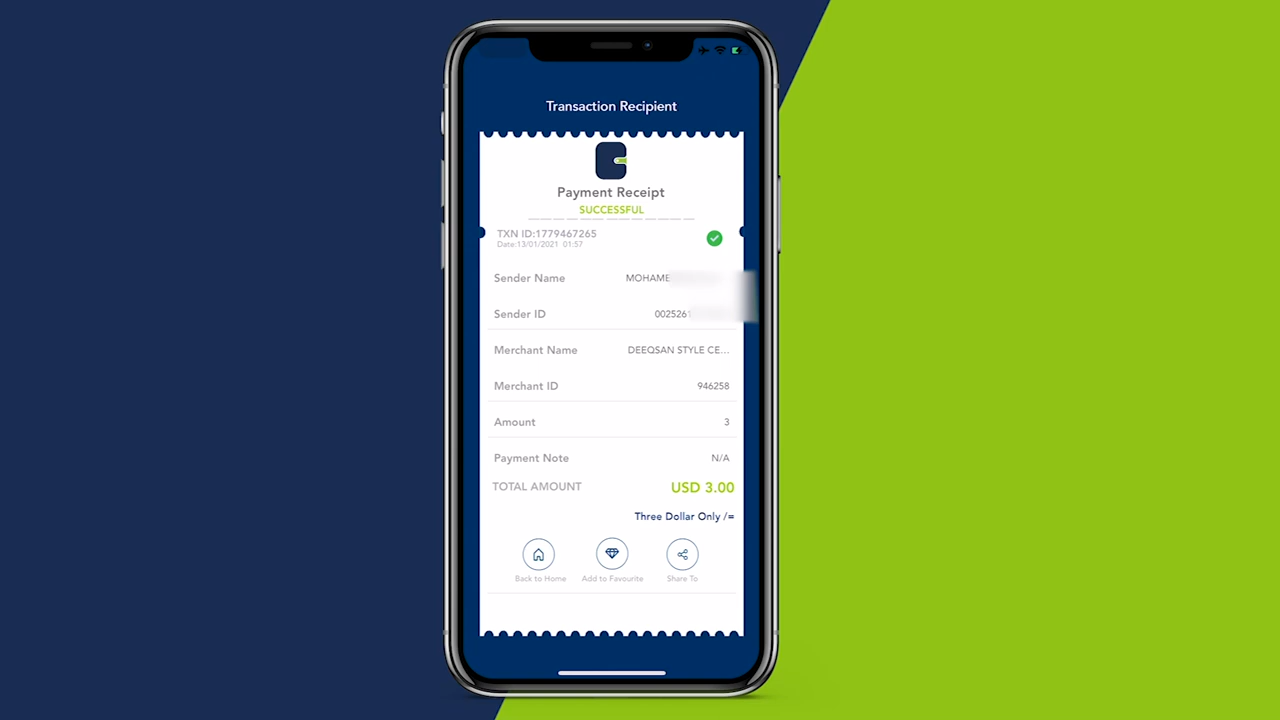 Transaction Recipient
Payment Receipt
SUCCESSFUL
TXN ID:1779467265
Date:13/01/2021 01:57
Sender Name MOHAME
Sender ID 0025261
Merchant Name DEEQSAN STYLE CE...
Merchant ID 946258
Amount 3
Payment Note N/A
TOTAL AMOUNT USD 3.00
Three Dollar Only /=
Back to Home Add to Favourite Share To